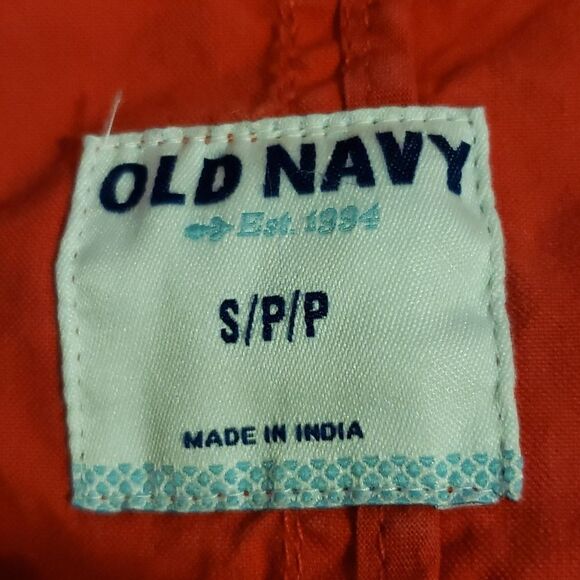 OLD NAVY
Est. 1994
S/P/P
MADE IN INDIA